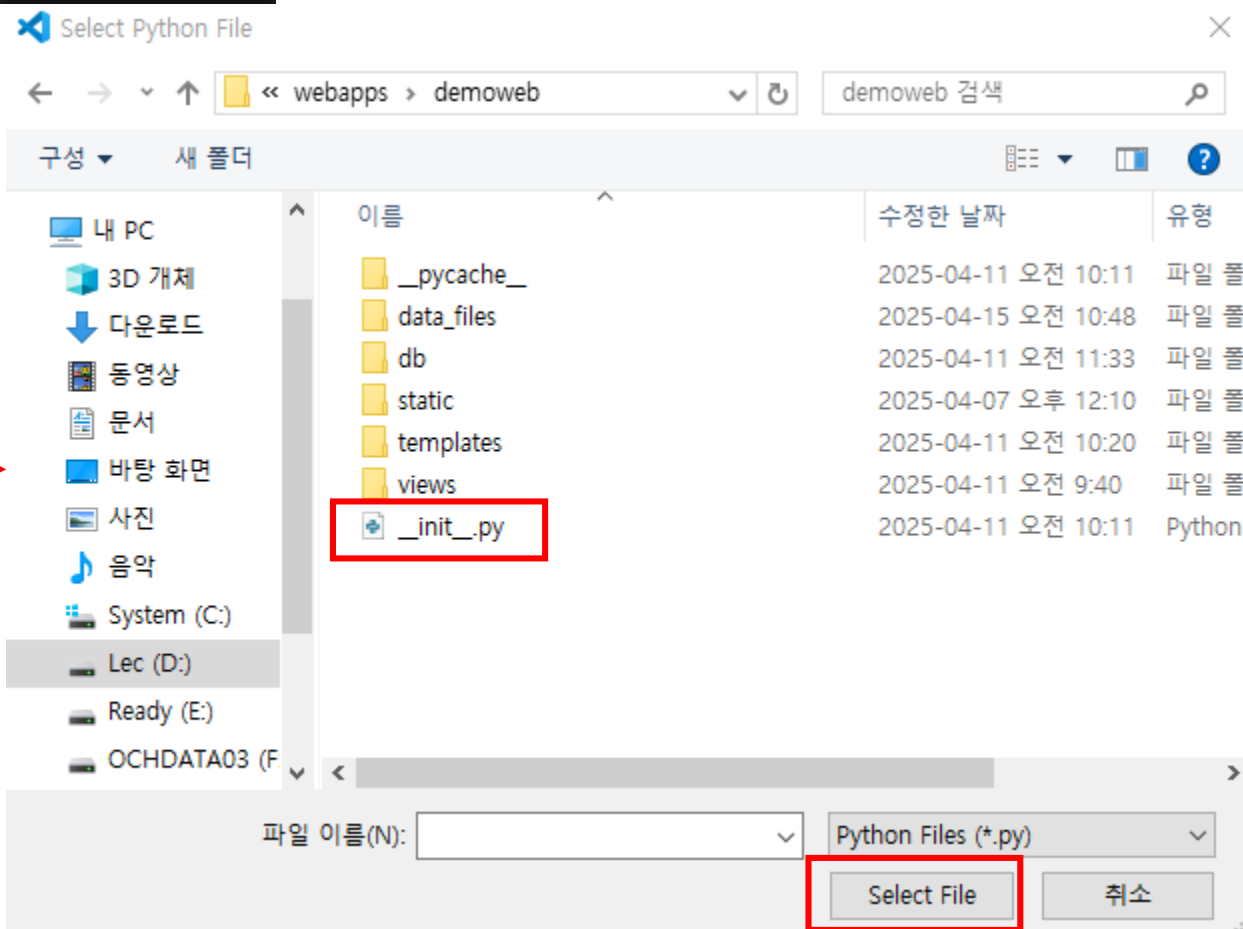 Select Python File
« webapps › demoweb
demoweb 검색
구성
새 폴더
이름
수정한 날짜
유형
내 PC
3D 개체
다운로드
동영상
문서
바탕 화면
사진
음악
System (C:)
Lec (D:)
Ready (E:)
OCHDATA03 (F
__pycache__ 2025-04-11 오전 10:11 파일 폴
data_files 2025-04-15 오전 10:48 파일 폴
db 2025-04-11 오전 11:33 파일 폴
static 2025-04-07 오후 12:10 파일 폴
templates 2025-04-11 오전 10:20 파일 폴
views 2025-04-11 오전 9:40 파일 폴
__init__.py 2025-04-11 오전 10:11 Python
파일 이름(N):
Python Files (*.py)
Select File
취소